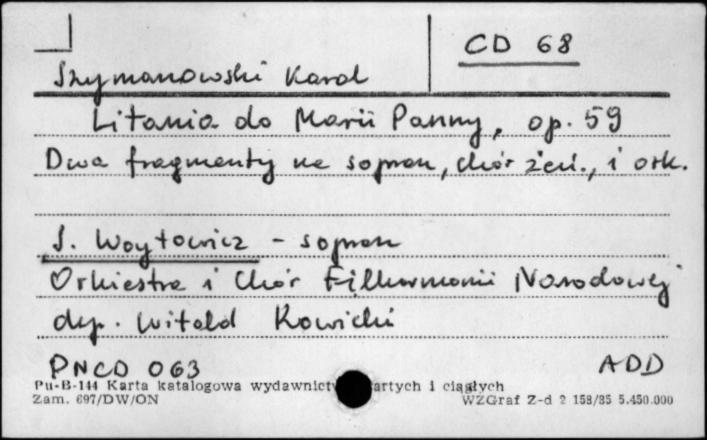 CD 68
Szymanowski Karol
Litania do Marii Panny, op. 59
Dwa fragmenty na sopran, chór żeń., i ork.
S. Woytowicz - sopran
Orkiestra i Chór Filharmonii Narodowej
dyr. Witold Rowicki
PNCD 063 ADD
Pu-B-144 Karta katalogowa wydawnict artych i ciągłych
Zam. 697/DW/ON WZGraf Z-d 2 158/85 5.450.000